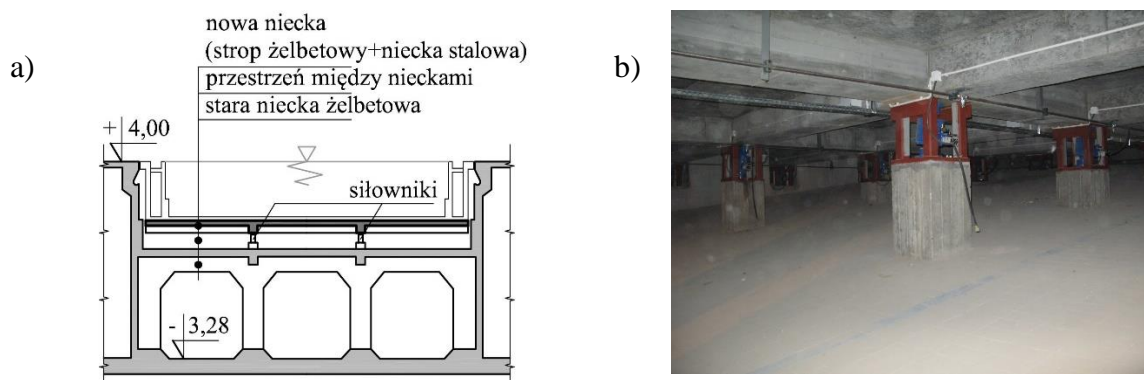 a)
nowa niecka
(strop żelbetowy+niecka stalowa)
przestrzeń między nieckami
stara niecka żelbetowa
+ 4,00
siłowniki
- 3,28
b)